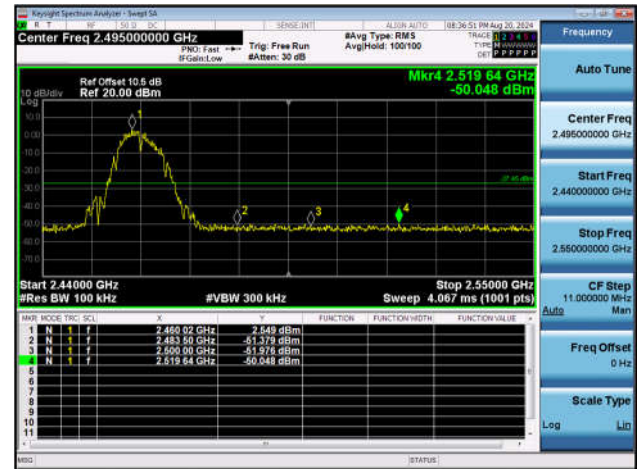 Keysight Spectrum Analyzer - Swept SA
R T RF 50 Ω DC SENSE:INT ALIGN AUTO 08:36:51 PM Aug 20, 2024
Center Freq 2.495000000 GHz
PNO: Fast
IFGain:Low
Trig: Free Run
#Atten: 30 dB
#Avg Type: RMS
Avg|Hold: 100/100
TRACE 1 2 3 4 5 6
TYPE M W W W W W
DET P P P P P P
Mkr4 2.519 64 GHz
-50.048 dBm
Ref Offset 10.5 dB
10 dB/div Ref 20.00 dBm
Log
10.0
0.00
-10.0
-20.0
-30.0
-40.0
-50.0
-60.0
-70.0
1
2
3
4
Start 2.44000 GHz Stop 2.55000 GHz
#Res BW 100 kHz #VBW 300 kHz Sweep 4.067 ms (1001 pts)
MKR MODE TRC SCL X Y FUNCTION FUNCTION WIDTH FUNCTION VALUE
1 N 1 f 2.460 02 GHz 2.549 dBm
2 N 1 f 2.483 50 GHz -51.379 dBm
3 N 1 f 2.500 00 GHz -51.976 dBm
4 N 1 f 2.519 64 GHz -50.048 dBm
5
6
7
8
9
10
11
MSG STATUS
Frequency
Auto Tune
Center Freq
2.495000000 GHz
Start Freq
2.440000000 GHz
Stop Freq
2.550000000 GHz
CF Step
11.000000 MHz
Auto Man
Freq Offset
0 Hz
Scale Type
Log Lin